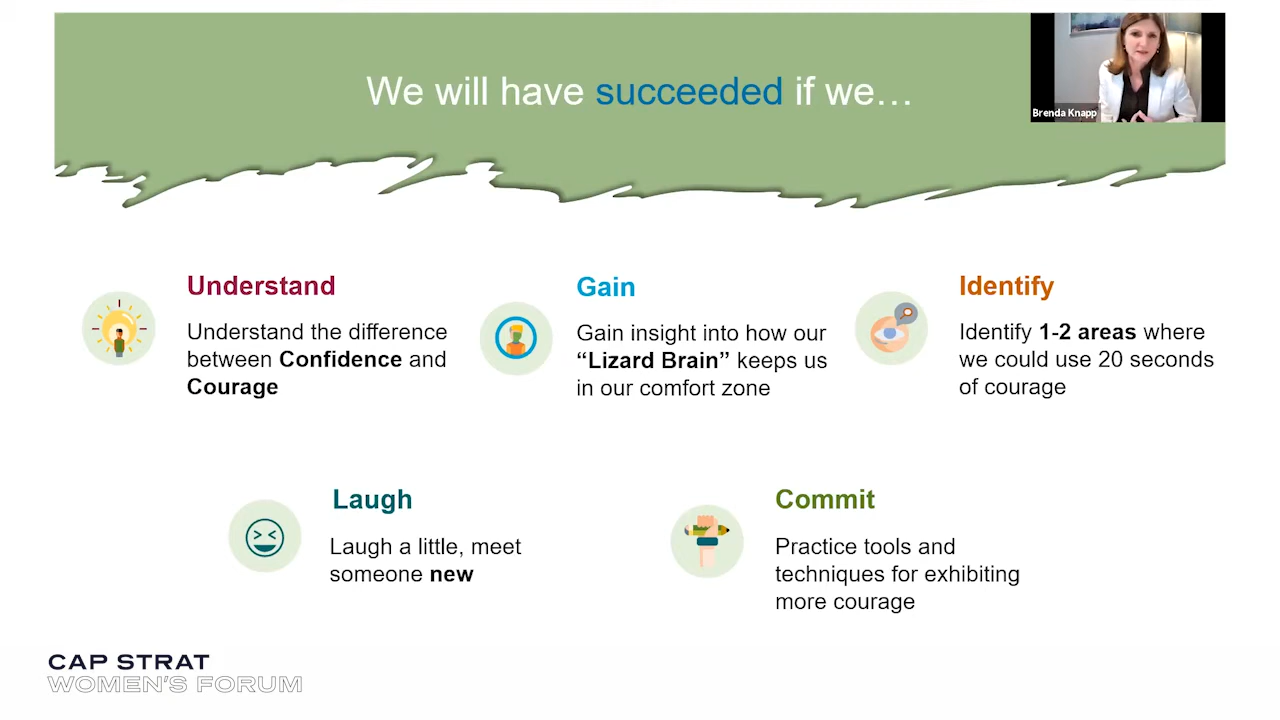 We will have succeeded if we…
Brenda Knapp
Understand
Understand the difference
between Confidence and
Courage
Gain
Gain insight into how our
“Lizard Brain” keeps us
in our comfort zone
Identify
Identify 1-2 areas where
we could use 20 seconds
of courage
Laugh
Laugh a little, meet
someone new
Commit
Practice tools and
techniques for exhibiting
more courage
CAP STRAT
WOMEN'S FORUM